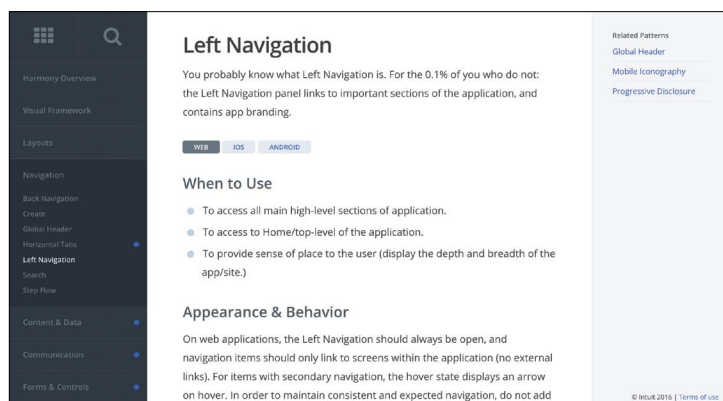 Harmony Overview
Visual Framework
Layouts
Navigation
Back Navigation
Create
Global Header
Horizontal Tabs
Left Navigation
Search
Step Flow
Content & Data
Communication
Forms & Controls
Left Navigation
You probably know what Left Navigation is. For the 0.1% of you who do not:
the Left Navigation panel links to important sections of the application, and
contains app branding.
WEB IOS ANDROID
When to Use
To access all main high-level sections of application.
To access to Home/top-level of the application.
To provide sense of place to the user (display the depth and breadth of the
app/site.)
Appearance & Behavior
On web applications, the Left Navigation should always be open, and
navigation items should only link to screens within the application (no external
links). For items with secondary navigation, the hover state displays an arrow
on hover. In order to maintain consistent and expected navigation, do not add
Related Patterns
Global Header
Mobile Iconography
Progressive Disclosure
© Intuit 2016 | Terms of use